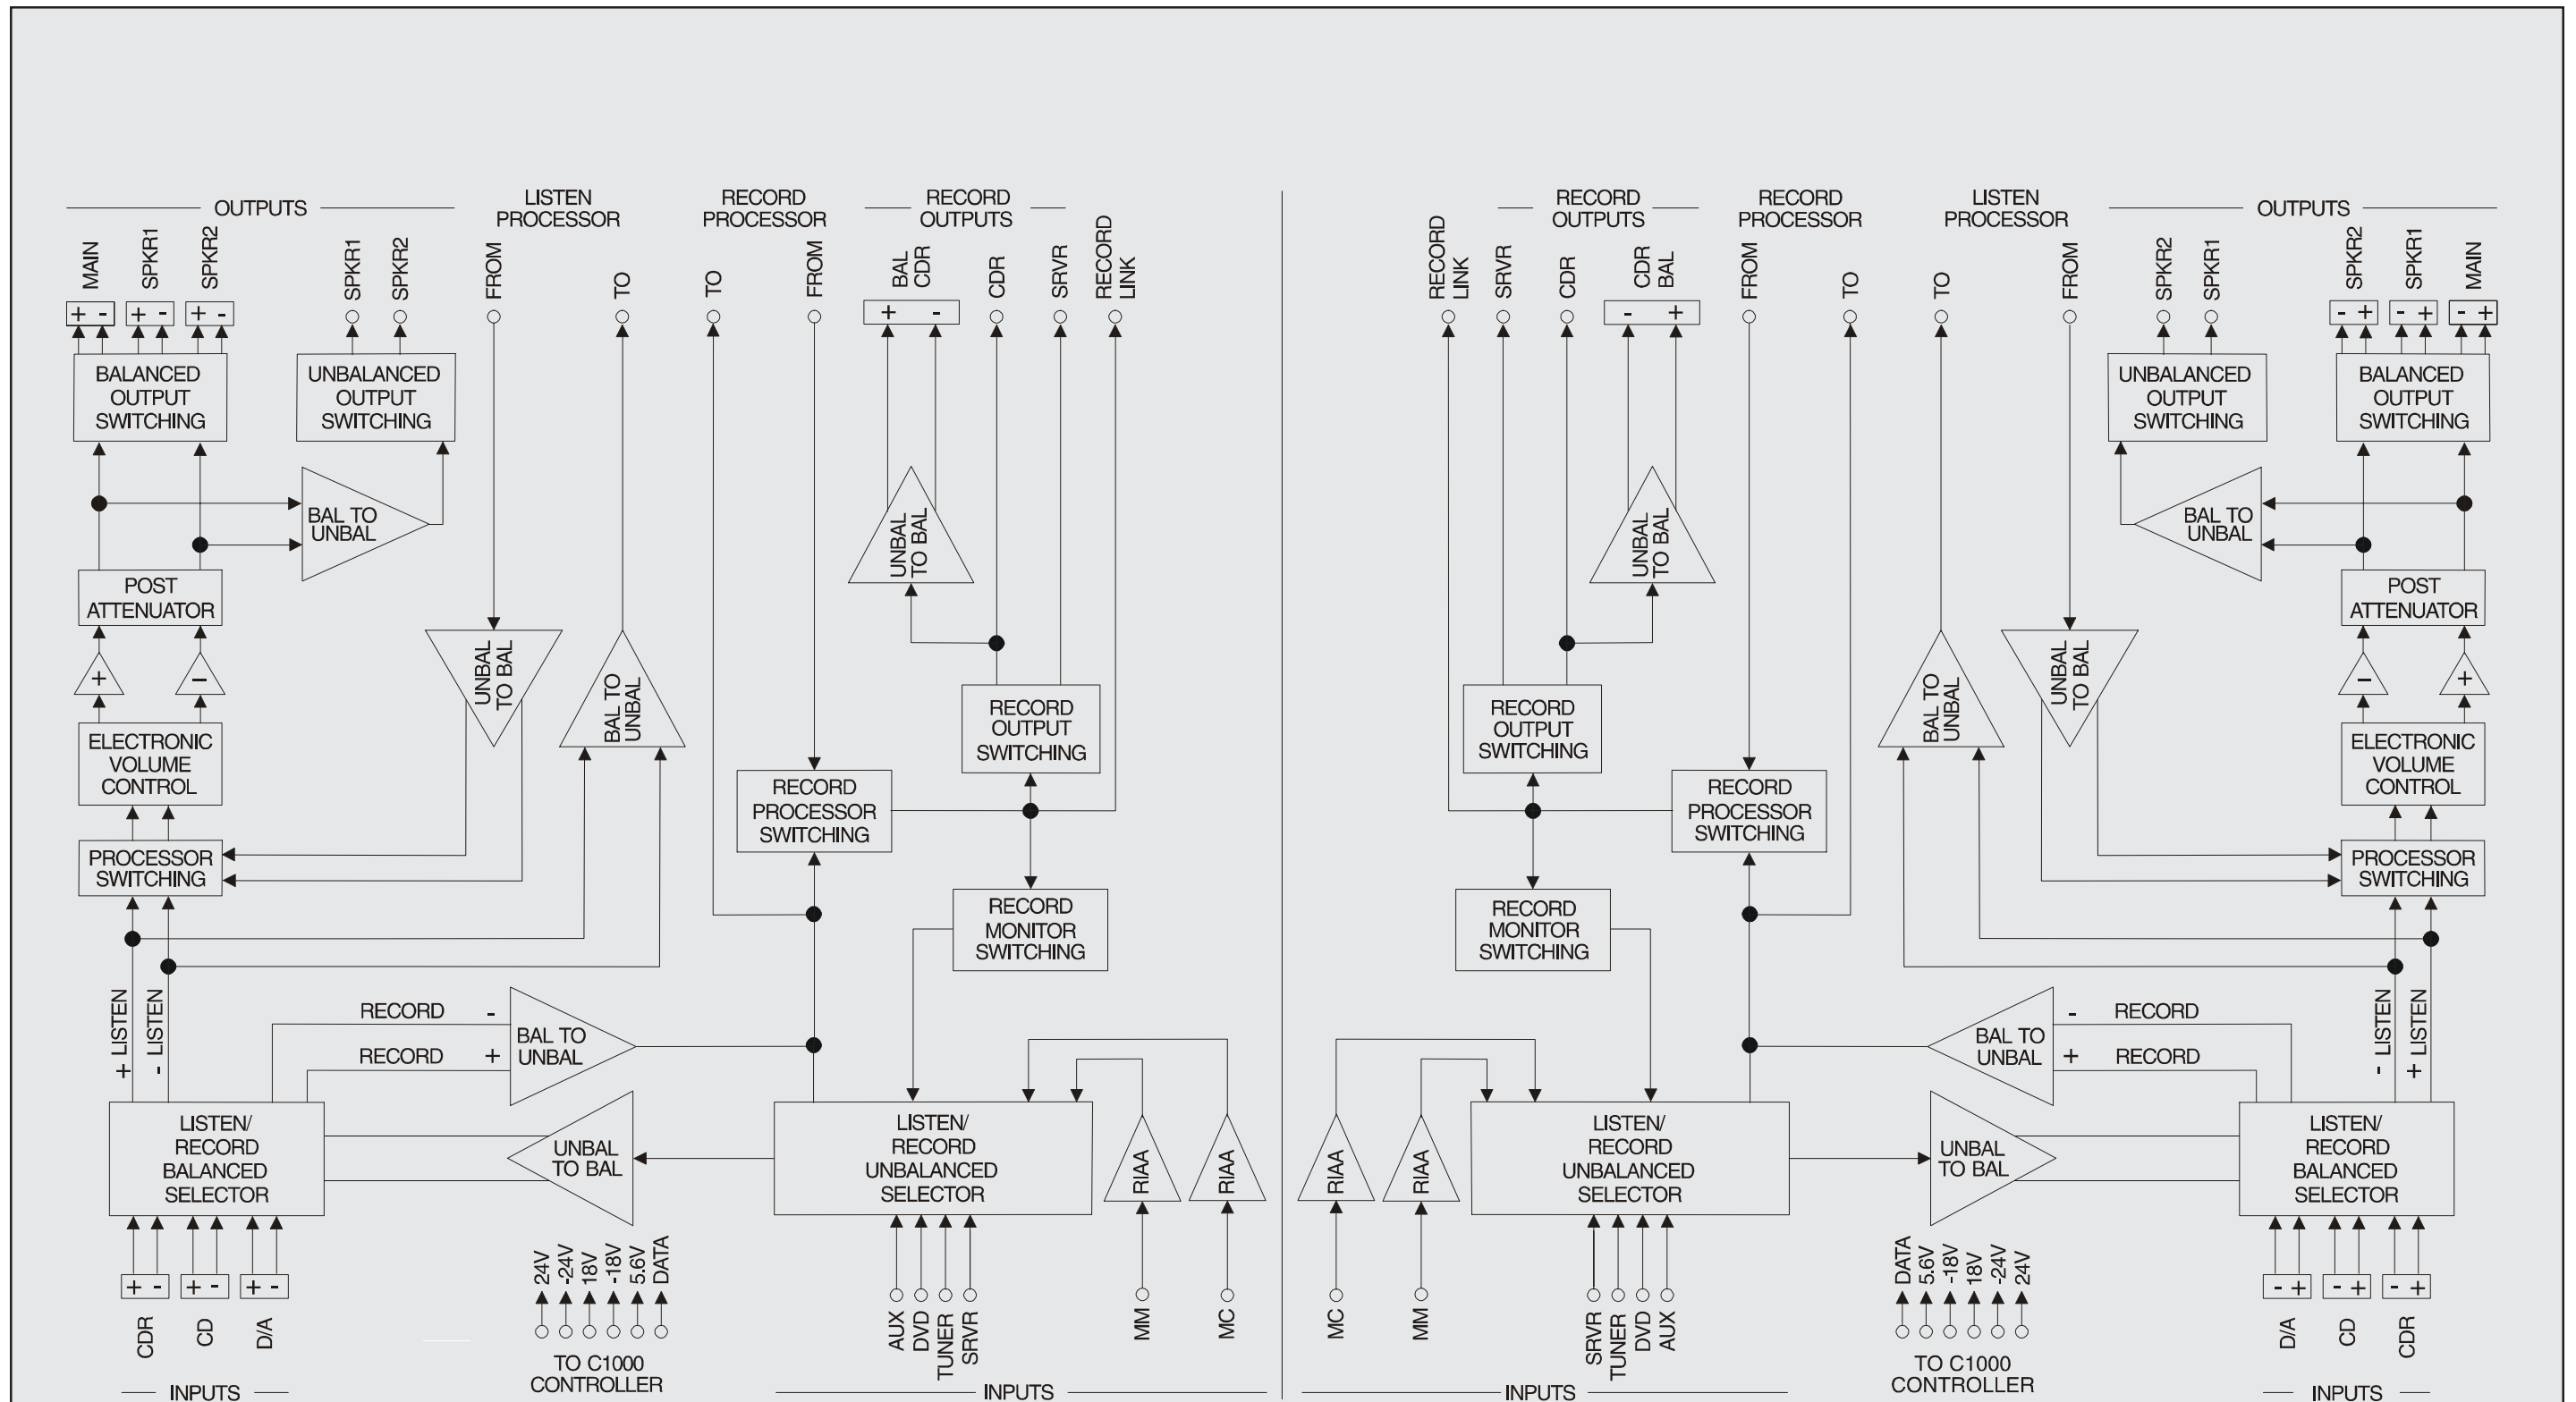 OUTPUTS
LISTEN
PROCESSOR
RECORD
PROCESSOR
RECORD
OUTPUTS
RECORD
OUTPUTS
RECORD
PROCESSOR
LISTEN
PROCESSOR
OUTPUTS
MAIN
SPKR1
SPKR2
SPKR1
SPKR2
FROM
TO
TO
FROM
BAL
CDR
CDR
SRVR
RECORD
LINK
RECORD
LINK
SRVR
CDR
CDR
BAL
FROM
TO
TO
FROM
SPKR2
SPKR1
SPKR2
SPKR1
MAIN
+ - + - + -
+ -
- +
- + - + - +
BALANCED
OUTPUT
SWITCHING
UNBALANCED
OUTPUT
SWITCHING
UNBALANCED
OUTPUT
SWITCHING
BALANCED
OUTPUT
SWITCHING
BAL TO
UNBAL
UNBAL
TO BAL
UNBAL
TO BAL
BAL TO
UNBAL
POST
ATTENUATOR
POST
ATTENUATOR
+ -
UNBAL
TO BAL
BAL TO
UNBAL
BAL TO
UNBAL
UNBAL
TO BAL
- +
RECORD
OUTPUT
SWITCHING
RECORD
OUTPUT
SWITCHING
ELECTRONIC
VOLUME
CONTROL
ELECTRONIC
VOLUME
CONTROL
RECORD
PROCESSOR
SWITCHING
RECORD
PROCESSOR
SWITCHING
PROCESSOR
SWITCHING
PROCESSOR
SWITCHING
RECORD
MONITOR
SWITCHING
RECORD
MONITOR
SWITCHING
+ LISTEN
- LISTEN
RECORD -
RECORD +
BAL TO
UNBAL
BAL TO
UNBAL
- RECORD
+ RECORD
- LISTEN
+ LISTEN
LISTEN/
RECORD
BALANCED
SELECTOR
UNBAL
TO BAL
LISTEN/
RECORD
UNBALANCED
SELECTOR
RIAA
RIAA
RIAA
RIAA
LISTEN/
RECORD
UNBALANCED
SELECTOR
UNBAL
TO BAL
LISTEN/
RECORD
BALANCED
SELECTOR
+ - + - + -
CDR
CD
D/A
24V
-24V
18V
-18V
5.6V
DATA
AUX
DVD
TUNER
SRVR
MM
MC
MC
MM
SRVR
TUNER
DVD
AUX
DATA
5.6V
-18V
18V
-24V
24V
- + - + - +
D/A
CD
CDR
TO C1000
CONTROLLER
TO C1000
CONTROLLER
INPUTS
INPUTS
INPUTS
INPUTS